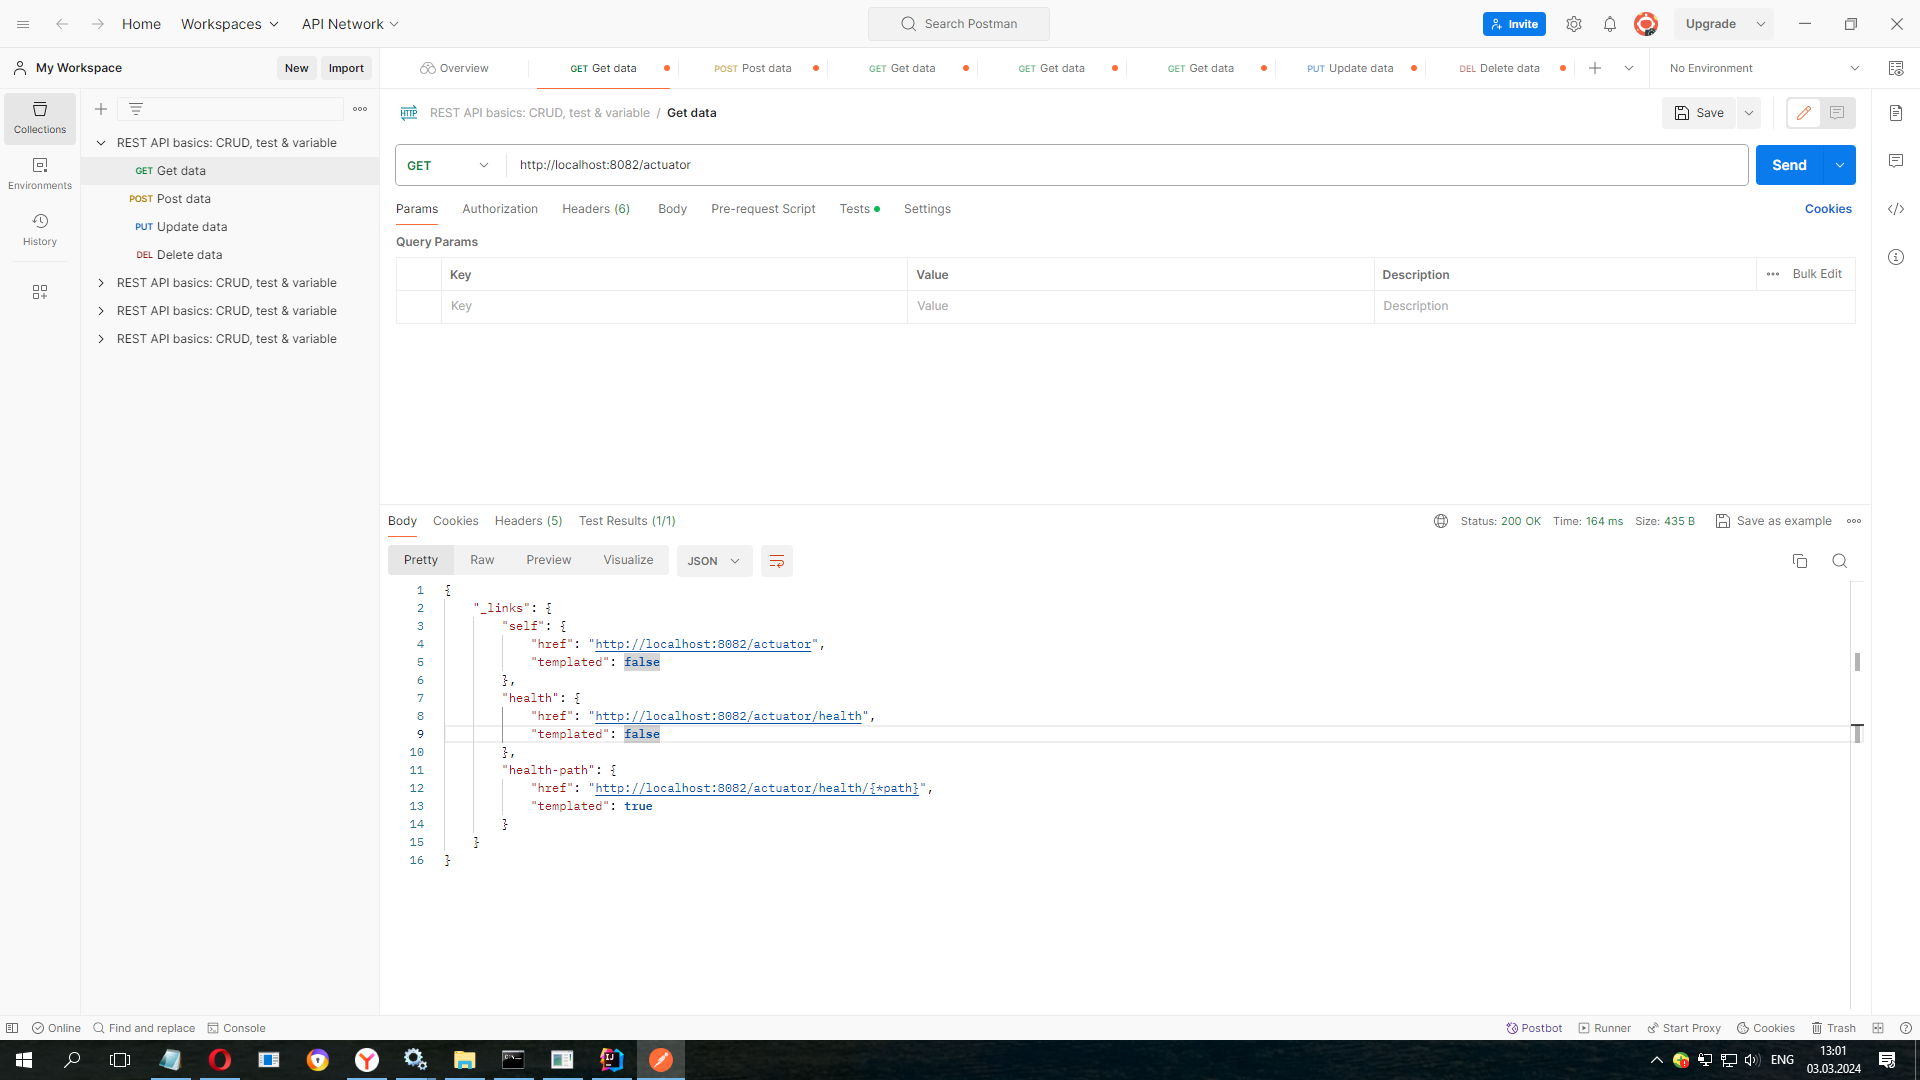 Home Workspaces API Network Search Postman Invite Upgrade
My Workspace New Import Overview GET Get data POST Post data GET Get data GET Get data GET Get data PUT Update data DEL Delete data No Environment
Collections
Environments
History
REST API basics: CRUD, test & variable
GET Get data
POST Post data
PUT Update data
DEL Delete data
REST API basics: CRUD, test & variable
REST API basics: CRUD, test & variable
REST API basics: CRUD, test & variable
HTTP REST API basics: CRUD, test & variable / Get data Save
GET http://localhost:8082/actuator Send
Params Authorization Headers (6) Body Pre-request Script Tests Settings Cookies
Query Params
Key Value Description Bulk Edit
Key Value Description
Body Cookies Headers (5) Test Results (1/1) Status: 200 OK Time: 164 ms Size: 435 B Save as example
Pretty Raw Preview Visualize JSON
1 {
2 "_links": {
3 "self": {
4 "href": "http://localhost:8082/actuator",
5 "templated": false
6 },
7 "health": {
8 "href": "http://localhost:8082/actuator/health",
9 "templated": false
10 },
11 "health-path": {
12 "href": "http://localhost:8082/actuator/health/{*path}",
13 "templated": true
14 }
15 }
16 }
Online Find and replace Console Postbot Runner Start Proxy Cookies Trash
ENG 13:01
03.03.2024